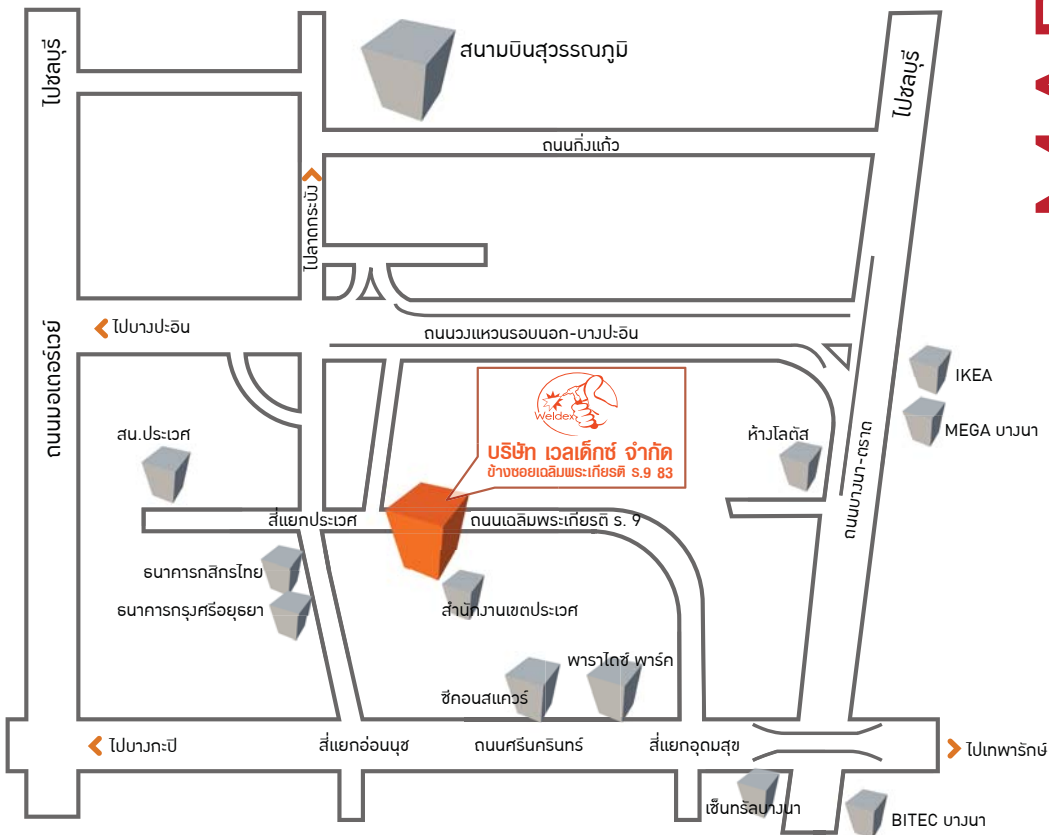 ไปชลบุรี
สนามบินสุวรรณภูมิ
ไปชลบุรี
ถนนกิ่งแก้ว
ไปลาดกระบัง
ไปบางปะอิน
ถนนวงแหวนรอบนอก-บางปะอิน
ถนนมอเตอร์เวย์
IKEA
MEGA บางนา
Weldex
บริษัท เวลเด็กซ์ จำกัด
ข้างซอยเฉลิมพระเกียรติ ร.9 83
สน.ประเวศ
ห้างโลตัส
ถนนบางนา-ตราด
สี่แยกประเวศ
ถนนเฉลิมพระเกียรติ ร. 9
ธนาคารกสิกรไทย
ธนาคารกรุงศรีอยุธยา
สำนักงานเขตประเวศ
พาราไดซ์ พาร์ค
ซีคอนสแควร์
ไปบางกะปิ
สี่แยกอ่อนนุช
ถนนศรีนครินทร์
สี่แยกอุดมสุข
ไปเทพารักษ์
เซ็นทรัลบางนา
BITEC บางนา